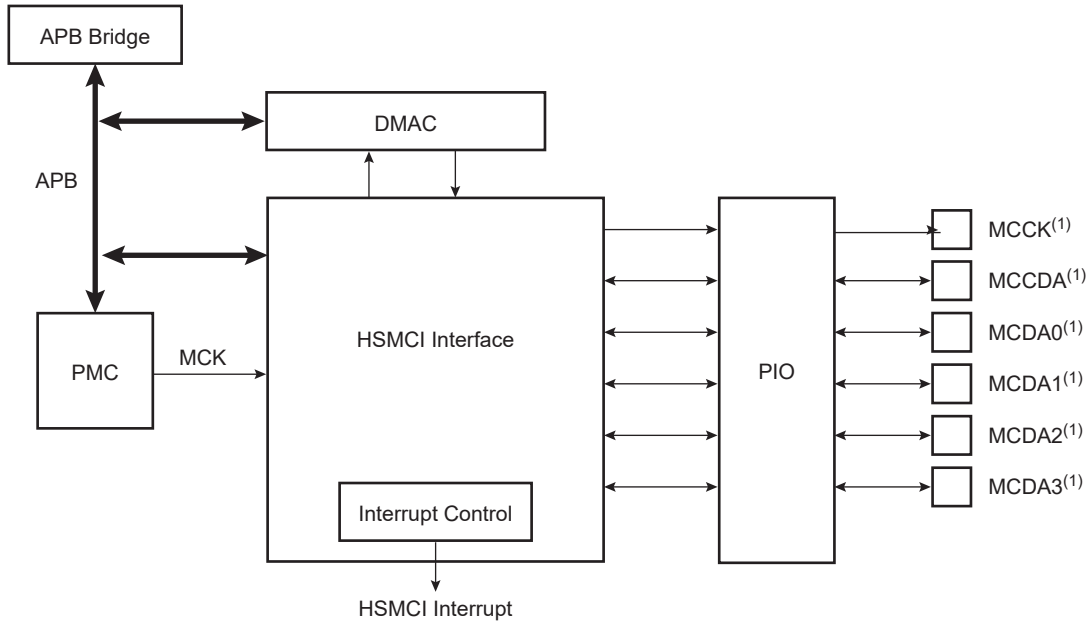 APB Bridge
DMAC
APB
MCCK(1)
MCCDA(1)
HSMCI Interface
MCDA0(1)
MCK
PMC
PIO
MCDA1(1)
MCDA2(1)
MCDA3(1)
Interrupt Control
HSMCI Interrupt